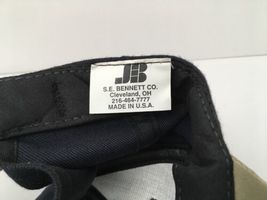 JB
S.E. BENNETT CO.
Cleveland, OH
216-464-7777
MADE IN U.S.A.